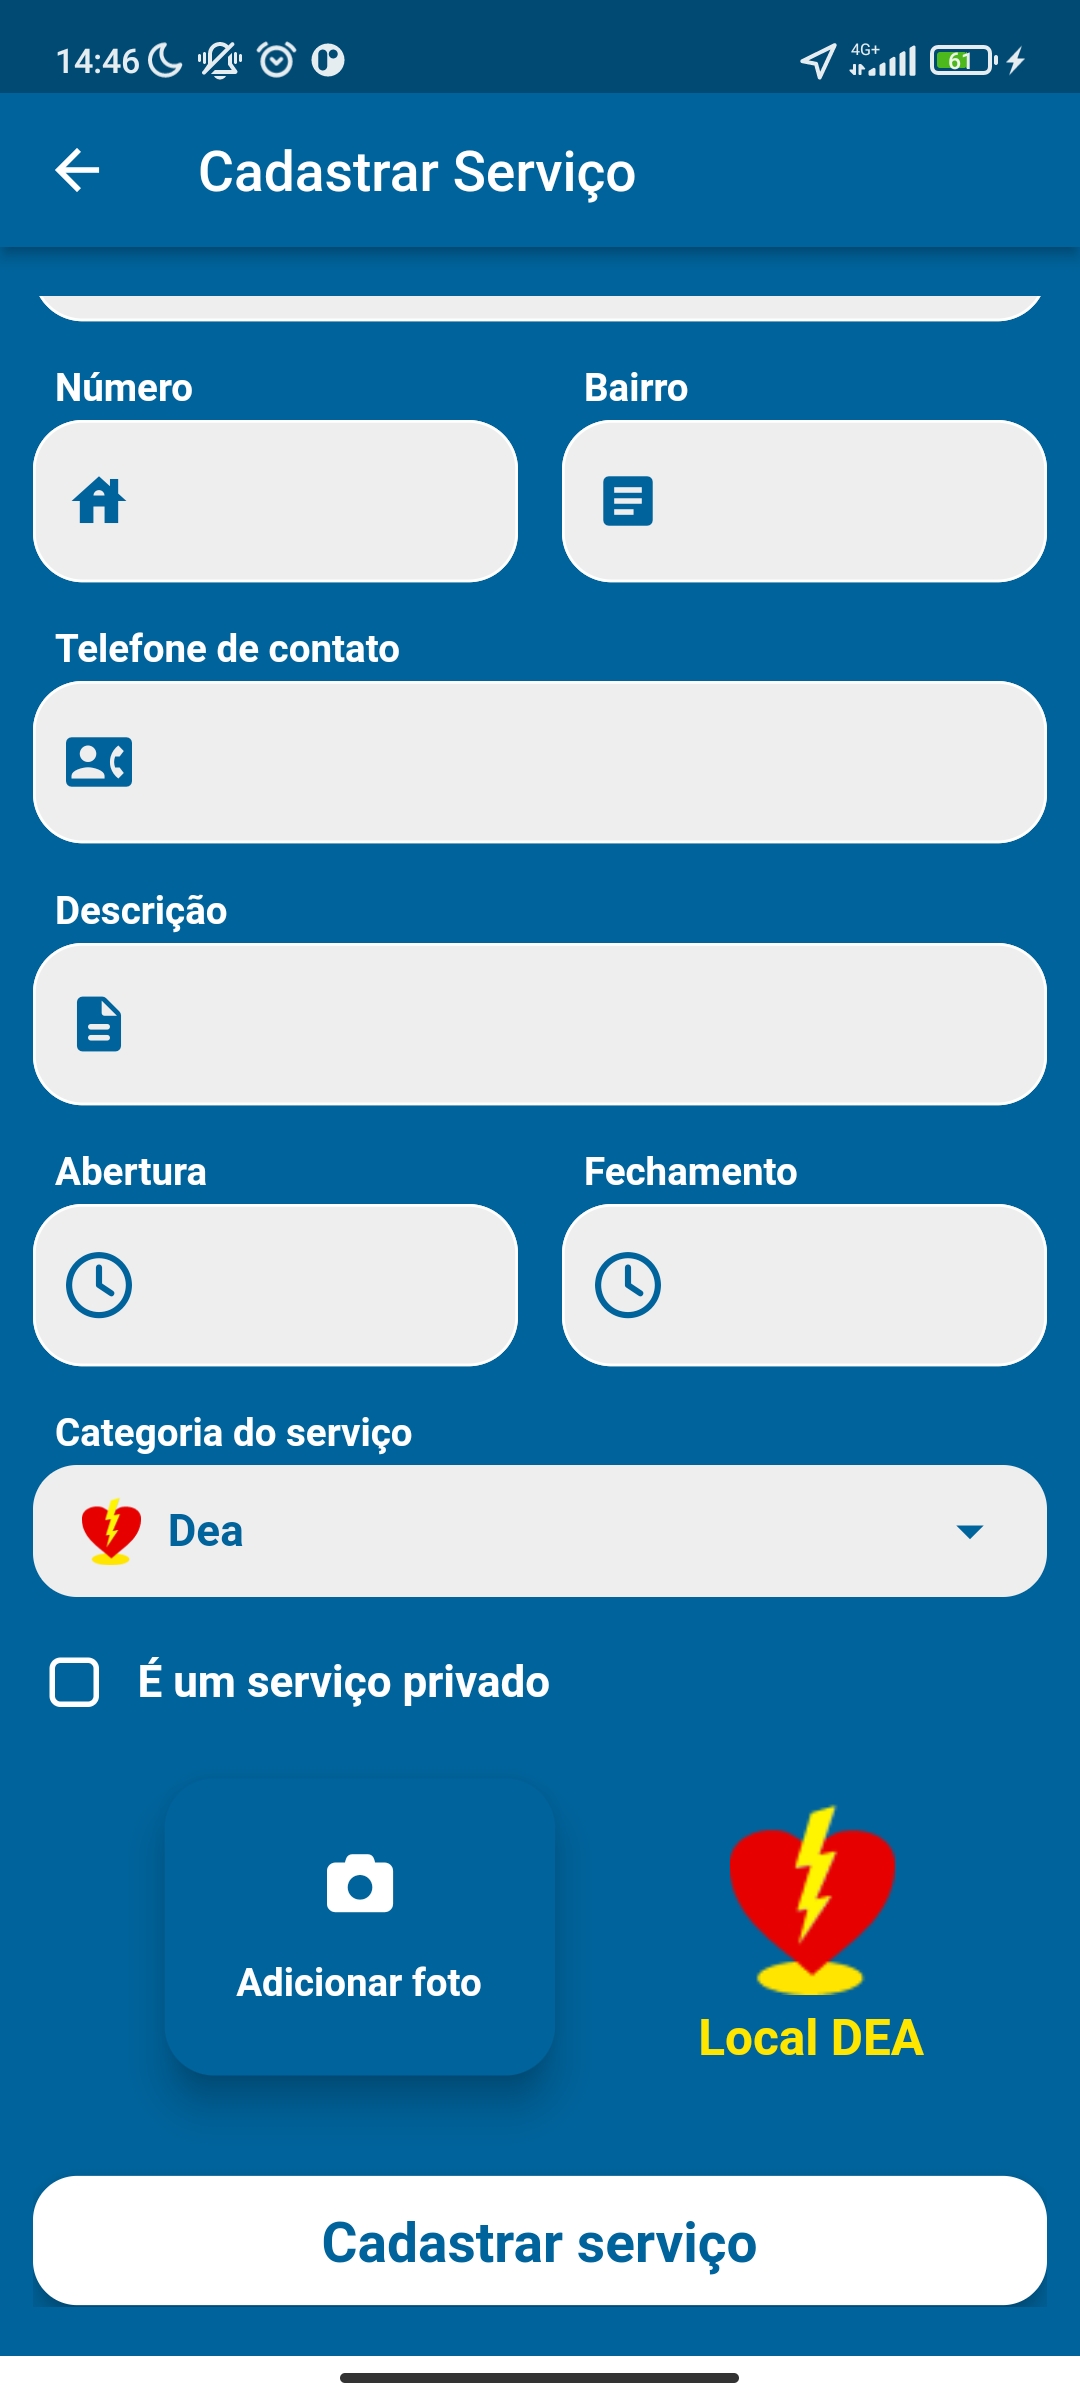 14:46 4G+ 61
Cadastrar Serviço
Número Bairro
Telefone de contato
Descrição
Abertura Fechamento
Categoria do serviço
Dea
É um serviço privado
Adicionar foto
Local DEA
Cadastrar serviço